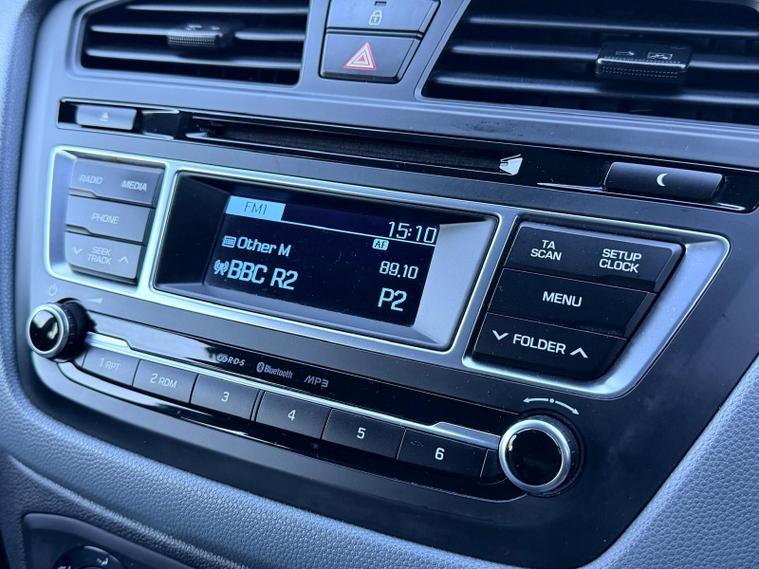 RADIO MEDIA
PHONE
SEEK
TRACK
FM1
15:10
AF
Other M
89.10
BBC R2
P2
TA
SCAN
SETUP
CLOCK
MENU
FOLDER
R·D·S
Bluetooth
MP3
1 RPT
2 RDM
3
4
5
6